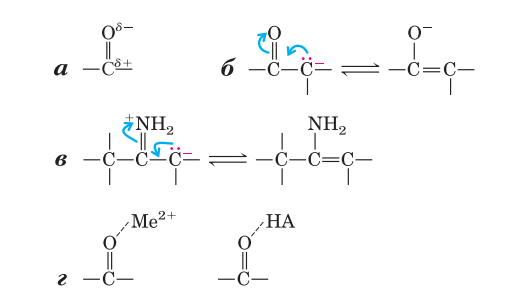 O^δ−
а —C^δ+—
O
б —C—C^−— ⇌ —C=C—
O^−
^+NH₂
в —C—C—C^−— ⇌ —C—C=C—
NH₂
Me^2+
O
г —C—
HA
O
—C—